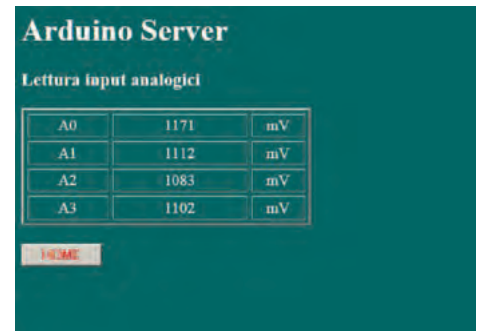 Arduino Server
Lettura input analogici
A0 1171 mV
A1 1112 mV
A2 1083 mV
A3 1102 mV
HOME